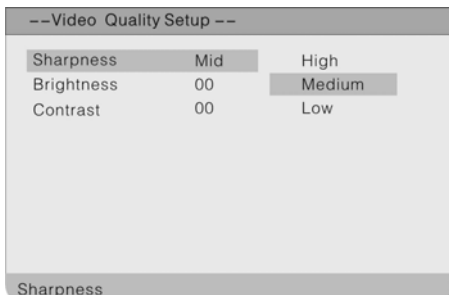 --Video Quality Setup --
Sharpness Mid High
Brightness 00 Medium
Contrast 00 Low
Sharpness